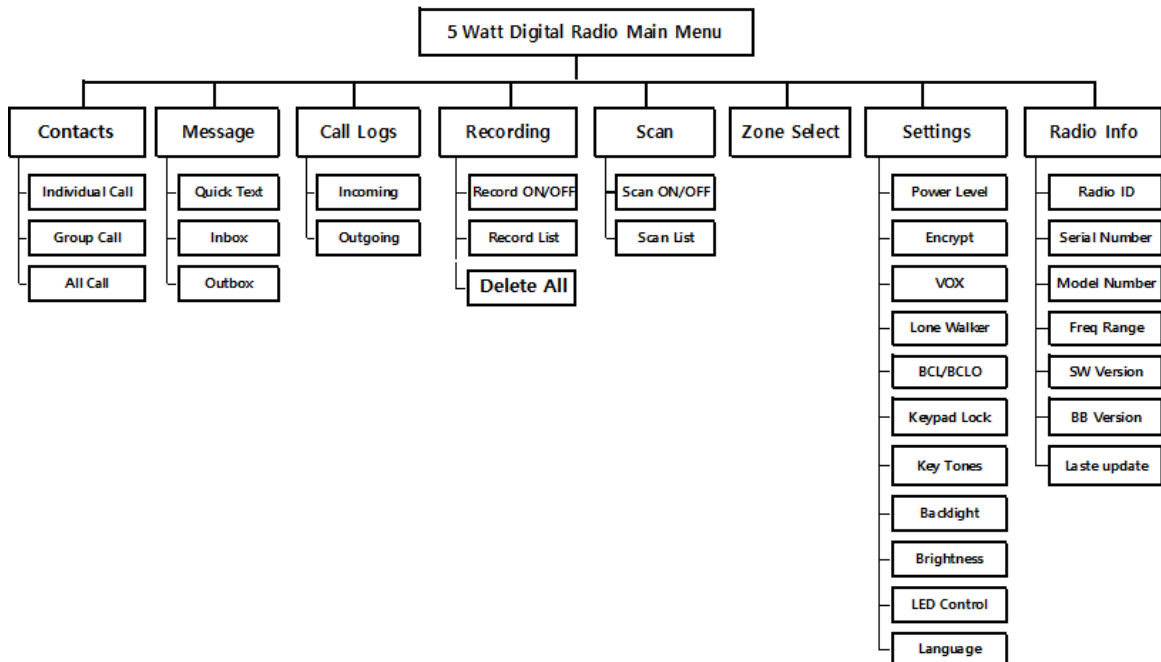 5 Watt Digital Radio Main Menu
Contacts
Message
Call Logs
Recording
Scan
Zone Select
Settings
Radio Info
Individual Call
Group Call
All Call
Quick Text
Inbox
Outbox
Incoming
Outgoing
Record ON/OFF
Record List
Delete All
Scan ON/OFF
Scan List
Power Level
Encrypt
VOX
Lone Walker
BCL/BCLO
Keypad Lock
Key Tones
Backlight
Brightness
LED Control
Language
Radio ID
Serial Number
Model Number
Freq Range
SW Version
BB Version
Laste update